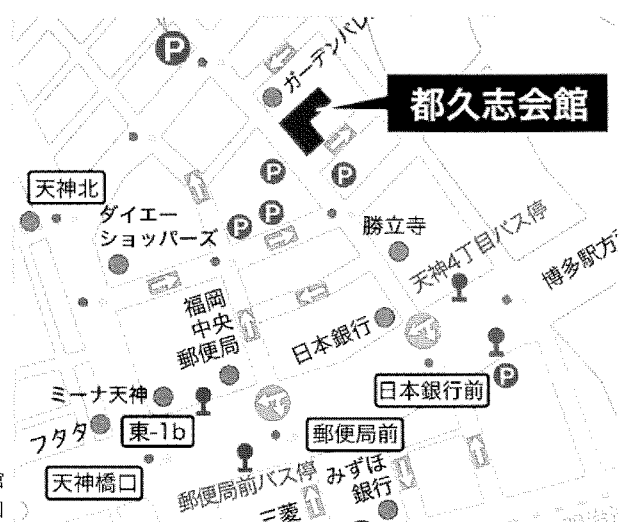 P
ガーデンパレ
都久志会館
P
P
天神北
ダイエー
ショッパーズ
P
P
勝立寺
天神4丁目バス停
博多駅方
福岡
中央
郵便局
日本銀行
ミーナ天神
日本銀行前
P
フタタ
東-1b
郵便局前
天神橋口
郵便局前バス停
みずほ
銀行
三菱